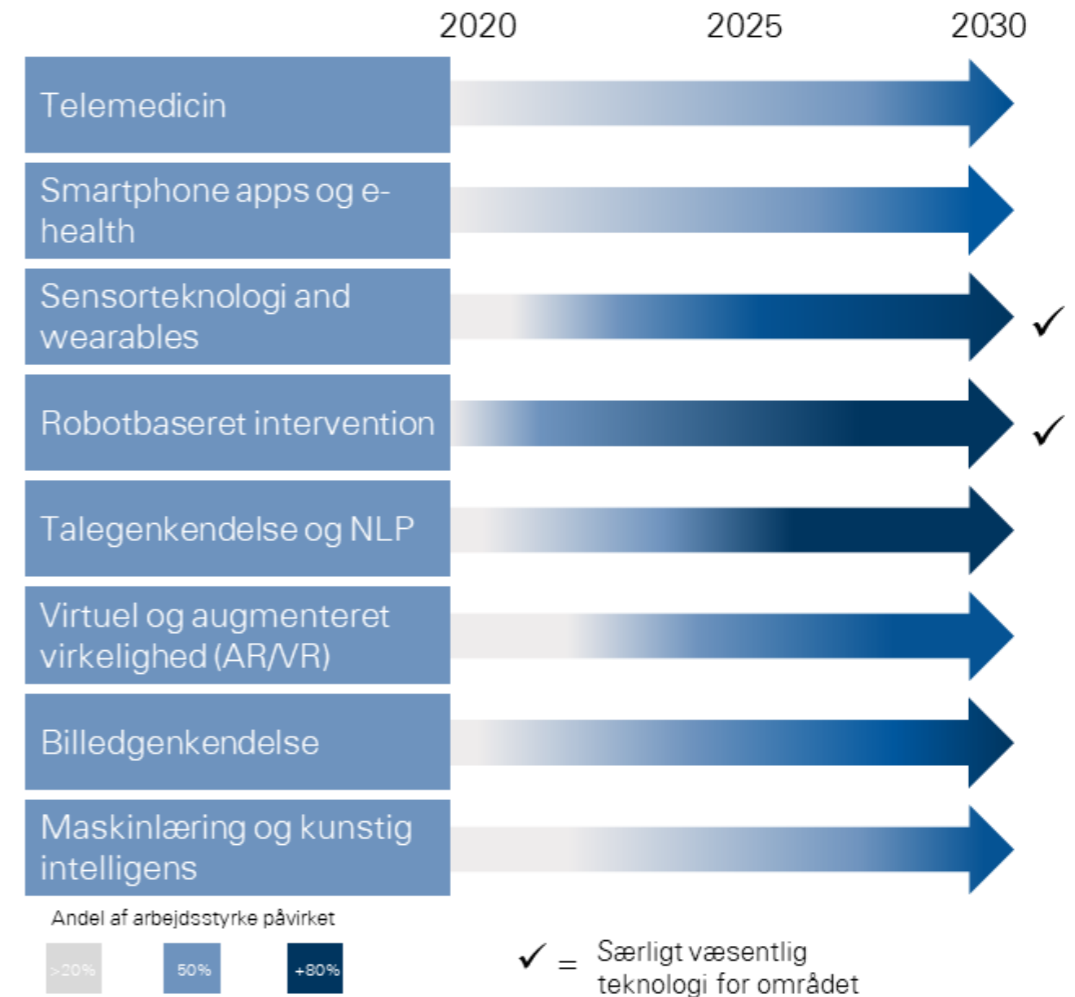 2020 2025 2030
Telemedicin
Smartphone apps og e-
health
Sensorteknologi and
wearables
Robotbaseret intervention
Talegenkendelse og NLP
Virtuel og augmenteret
virkelighed (AR/VR)
Billedgenkendelse
Maskinlæring og kunstig
intelligens
Andel af arbejdsstyrke påvirket
>20% 50% +80%
✓ = Særligt væsentlig
teknologi for området